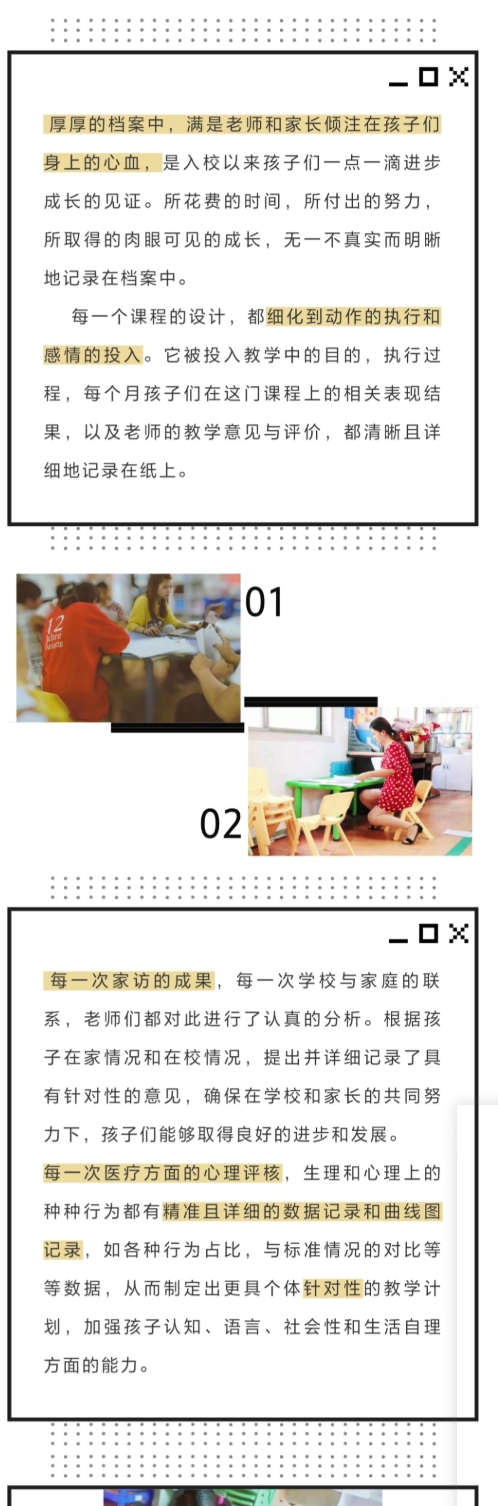 厚厚的档案中，满是老师和家长倾注在孩子们
身上的心血，是入校以来孩子们一点一滴进步
成长的见证。所花费的时间，所付出的努力，
所取得的肉眼可见的成长，无一不真实而明晰
地记录在档案中。
每一个课程的设计，都细化到动作的执行和
感情的投入。它被投入教学中的目的，执行过
程，每个月孩子们在这门课程上的相关表现结
果，以及老师的教学意见与评价，都清晰且详
细地记录在纸上。
01
12
02
每一次家访的成果，每一次学校与家庭的联
系，老师们都对此进行了认真的分析。根据孩
子在家情况和在校情况，提出并详细记录了具
有针对性的意见，确保在学校和家长的共同努
力下，孩子们能够取得良好的进步和发展。
每一次医疗方面的心理评核，生理和心理上的
种种行为都有精准且详细的数据记录和曲线图
记录，如各种行为占比，与标准情况的对比等
等数据，从而制定出更具个体针对性的教学计
划，加强孩子认知、语言、社会性和生活自理
方面的能力。